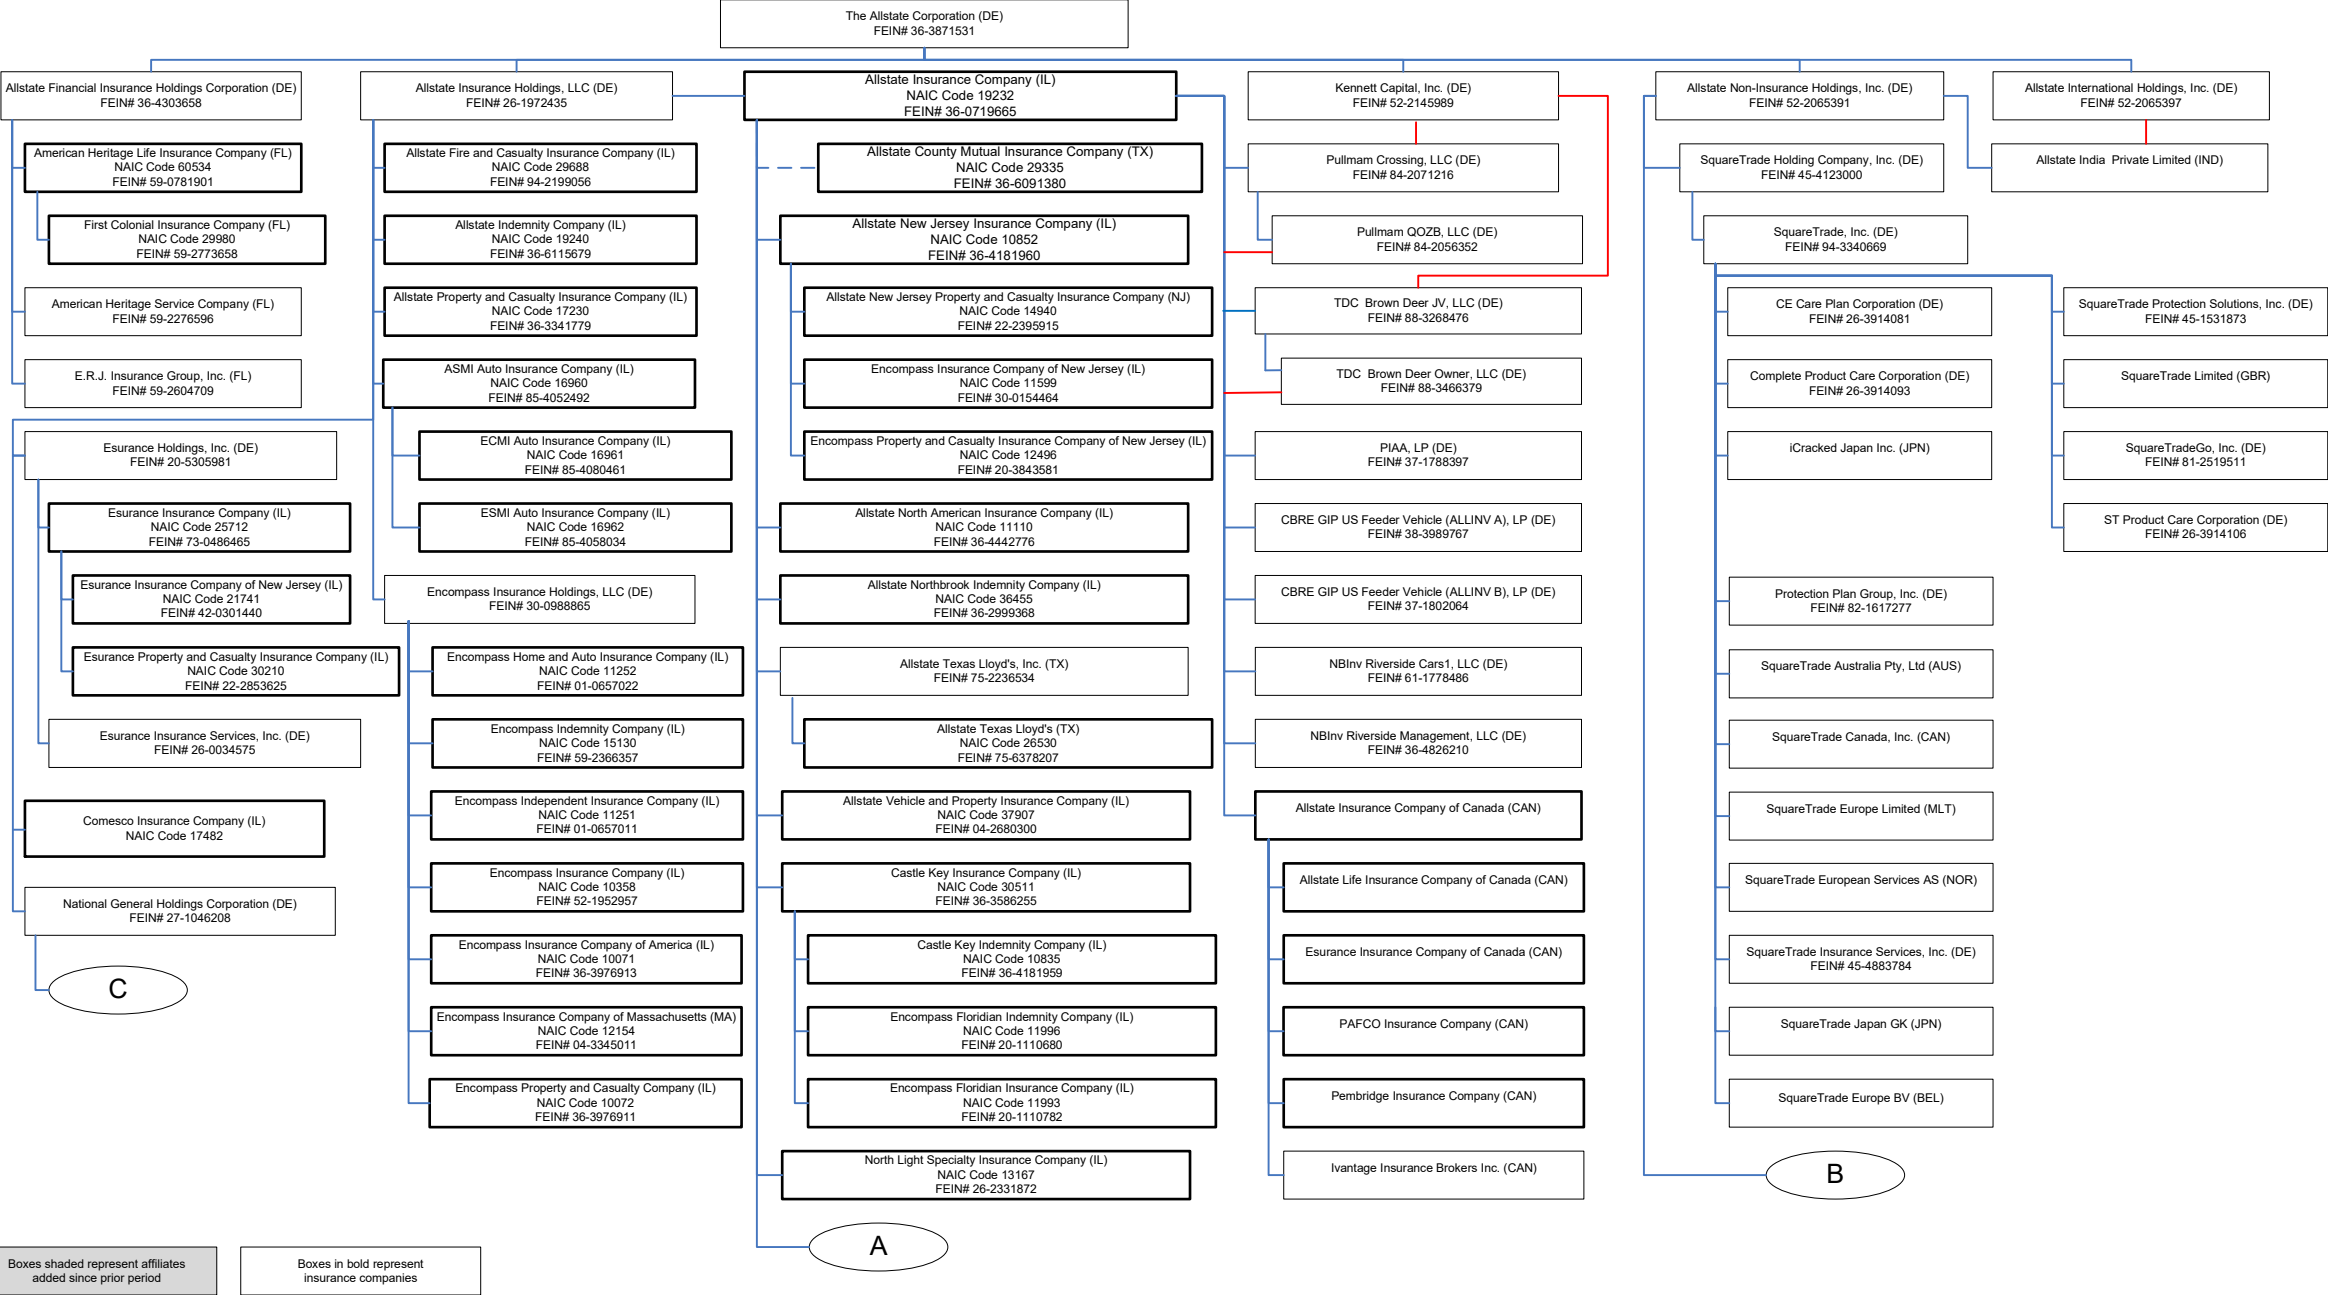 The Allstate Corporation (DE)
FEIN# 36-3871531
Allstate Financial Insurance Holdings Corporation (DE)
FEIN# 36-4303658
American Heritage Life Insurance Company (FL)
NAIC Code 60534
FEIN# 59-0781901
First Colonial Insurance Company (FL)
NAIC Code 29980
FEIN# 59-2773658
American Heritage Service Company (FL)
FEIN# 59-2276596
E.R.J. Insurance Group, Inc. (FL)
FEIN# 59-2604709
Esurance Holdings, Inc. (DE)
FEIN# 20-5305981
Esurance Insurance Company (IL)
NAIC Code 25712
FEIN# 73-0486465
Esurance Insurance Company of New Jersey (IL)
NAIC Code 21741
FEIN# 42-0301440
Esurance Property and Casualty Insurance Company (IL)
NAIC Code 30210
FEIN# 22-2853625
Esurance Insurance Services, Inc. (DE)
FEIN# 26-0034575
Comesco Insurance Company (IL)
NAIC Code 17482
National General Holdings Corporation (DE)
FEIN# 27-1046208
C
Allstate Insurance Holdings, LLC (DE)
FEIN# 26-1972435
Allstate Fire and Casualty Insurance Company (IL)
NAIC Code 29688
FEIN# 94-2199056
Allstate Indemnity Company (IL)
NAIC Code 19240
FEIN# 36-6115679
Allstate Property and Casualty Insurance Company (IL)
NAIC Code 17230
FEIN# 36-3341779
ASMI Auto Insurance Company (IL)
NAIC Code 16960
FEIN# 85-4052492
ECMI Auto Insurance Company (IL)
NAIC Code 16961
FEIN# 85-4080461
ESMI Auto Insurance Company (IL)
NAIC Code 16962
FEIN# 85-4058034
Encompass Insurance Holdings, LLC (DE)
FEIN# 30-0988865
Encompass Home and Auto Insurance Company (IL)
NAIC Code 11252
FEIN# 01-0657022
Encompass Indemnity Company (IL)
NAIC Code 15130
FEIN# 59-2366357
Encompass Independent Insurance Company (IL)
NAIC Code 11251
FEIN# 01-0657011
Encompass Insurance Company (IL)
NAIC Code 10358
FEIN# 52-1952957
Encompass Insurance Company of America (IL)
NAIC Code 10071
FEIN# 36-3976913
Encompass Insurance Company of Massachusetts (MA)
NAIC Code 12154
FEIN# 04-3345011
Encompass Property and Casualty Company (IL)
NAIC Code 10072
FEIN# 36-3976911
Allstate Insurance Company (IL)
NAIC Code 19232
FEIN# 36-0719665
Allstate County Mutual Insurance Company (TX)
NAIC Code 29335
FEIN# 36-6091380
Allstate New Jersey Insurance Company (IL)
NAIC Code 10852
FEIN# 36-4181960
Allstate New Jersey Property and Casualty Insurance Company (NJ)
NAIC Code 14940
FEIN# 22-2395915
Encompass Insurance Company of New Jersey (IL)
NAIC Code 11599
FEIN# 30-0154464
Encompass Property and Casualty Insurance Company of New Jersey (IL)
NAIC Code 12496
FEIN# 20-3843581
Allstate North American Insurance Company (IL)
NAIC Code 11110
FEIN# 36-4442776
Allstate Northbrook Indemnity Company (IL)
NAIC Code 36455
FEIN# 36-2999368
Allstate Texas Lloyd's, Inc. (TX)
FEIN# 75-2236534
Allstate Texas Lloyd's (TX)
NAIC Code 26530
FEIN# 75-6378207
Allstate Vehicle and Property Insurance Company (IL)
NAIC Code 37907
FEIN# 04-2680300
Castle Key Insurance Company (IL)
NAIC Code 30511
FEIN# 36-3586255
Castle Key Indemnity Company (IL)
NAIC Code 10835
FEIN# 36-4181959
Encompass Floridian Indemnity Company (IL)
NAIC Code 11996
FEIN# 20-1110680
Encompass Floridian Insurance Company (IL)
NAIC Code 11993
FEIN# 20-1110782
North Light Specialty Insurance Company (IL)
NAIC Code 13167
FEIN# 26-2331872
A
Kennett Capital, Inc. (DE)
FEIN# 52-2145989
Pullmam Crossing, LLC (DE)
FEIN# 84-2071216
Pullmam QOZB, LLC (DE)
FEIN# 84-2056352
TDC Brown Deer JV, LLC (DE)
FEIN# 88-3268476
TDC Brown Deer Owner, LLC (DE)
FEIN# 88-3466379
PIAA, LP (DE)
FEIN# 37-1788397
CBRE GIP US Feeder Vehicle (ALLINV A), LP (DE)
FEIN# 38-3989767
CBRE GIP US Feeder Vehicle (ALLINV B), LP (DE)
FEIN# 37-1802064
NBInv Riverside Cars1, LLC (DE)
FEIN# 61-1778486
NBInv Riverside Management, LLC (DE)
FEIN# 36-4826210
Allstate Insurance Company of Canada (CAN)
Allstate Life Insurance Company of Canada (CAN)
Esurance Insurance Company of Canada (CAN)
PAFCO Insurance Company (CAN)
Pembridge Insurance Company (CAN)
Ivantage Insurance Brokers Inc. (CAN)
Allstate Non-Insurance Holdings, Inc. (DE)
FEIN# 52-2065391
SquareTrade Holding Company, Inc. (DE)
FEIN# 45-4123000
SquareTrade, Inc. (DE)
FEIN# 94-3340669
CE Care Plan Corporation (DE)
FEIN# 26-3914081
Complete Product Care Corporation (DE)
FEIN# 26-3914093
iCracked Japan Inc. (JPN)
Protection Plan Group, Inc. (DE)
FEIN# 82-1617277
SquareTrade Australia Pty, Ltd (AUS)
SquareTrade Canada, Inc. (CAN)
SquareTrade Europe Limited (MLT)
SquareTrade European Services AS (NOR)
SquareTrade Insurance Services, Inc. (DE)
FEIN# 45-4883784
SquareTrade Japan GK (JPN)
SquareTrade Europe BV (BEL)
B
Allstate International Holdings, Inc. (DE)
FEIN# 52-2065397
Allstate India Private Limited (IND)
SquareTrade Protection Solutions, Inc. (DE)
FEIN# 45-1531873
SquareTrade Limited (GBR)
SquareTradeGo, Inc. (DE)
FEIN# 81-2519511
ST Product Care Corporation (DE)
FEIN# 26-3914106
Boxes shaded represent affiliates
added since prior period
Boxes in bold represent
insurance companies